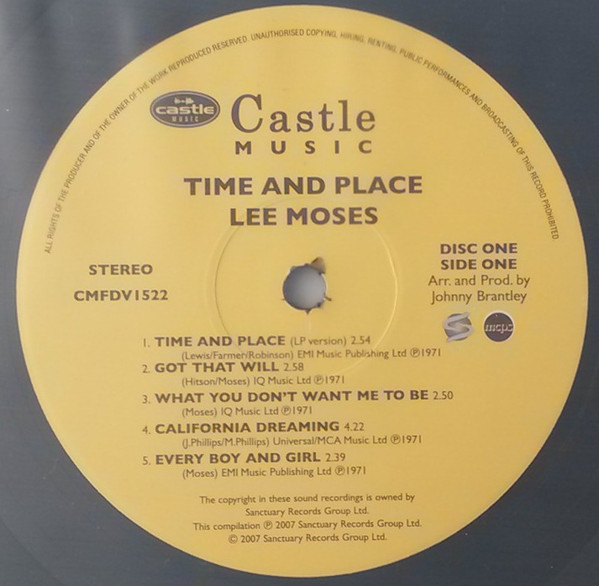 ALL RIGHTS OF THE PRODUCER AND OF THE OWNER OF THE WORK REPRODUCED RESERVED. UNAUTHORISED COPYING, HIRING, RENTING, PUBLIC PERFORMANCES AND BROADCASTING OF THIS RECORD PROHIBITED
castle
MUSIC
Castle
MUSIC
TIME AND PLACE
LEE MOSES
STEREO
CMFDV1522
DISC ONE
SIDE ONE
Arr. and Prod. by
Johnny Brantley
mcps
1. TIME AND PLACE (LP version) 2.54
(Lewis/Farmer/Robinson) EMI Music Publishing Ltd ℗1971
2. GOT THAT WILL 2.58
(Hitson/Moses) IQ Music Ltd ℗1971
3. WHAT YOU DON'T WANT ME TO BE 2.50
(Moses) IQ Music Ltd ℗1971
4. CALIFORNIA DREAMING 4.22
(J.Phillips/M.Phillips) Universal/MCA Music Ltd ℗1971
5. EVERY BOY AND GIRL 2.39
(Moses) EMI Music Publishing Ltd ℗1971
The copyright in these sound recordings is owned by
Sanctuary Records Group Ltd.
This compilation ℗ 2007 Sanctuary Records Group Ltd.
© 2007 Sanctuary Records Group Ltd.